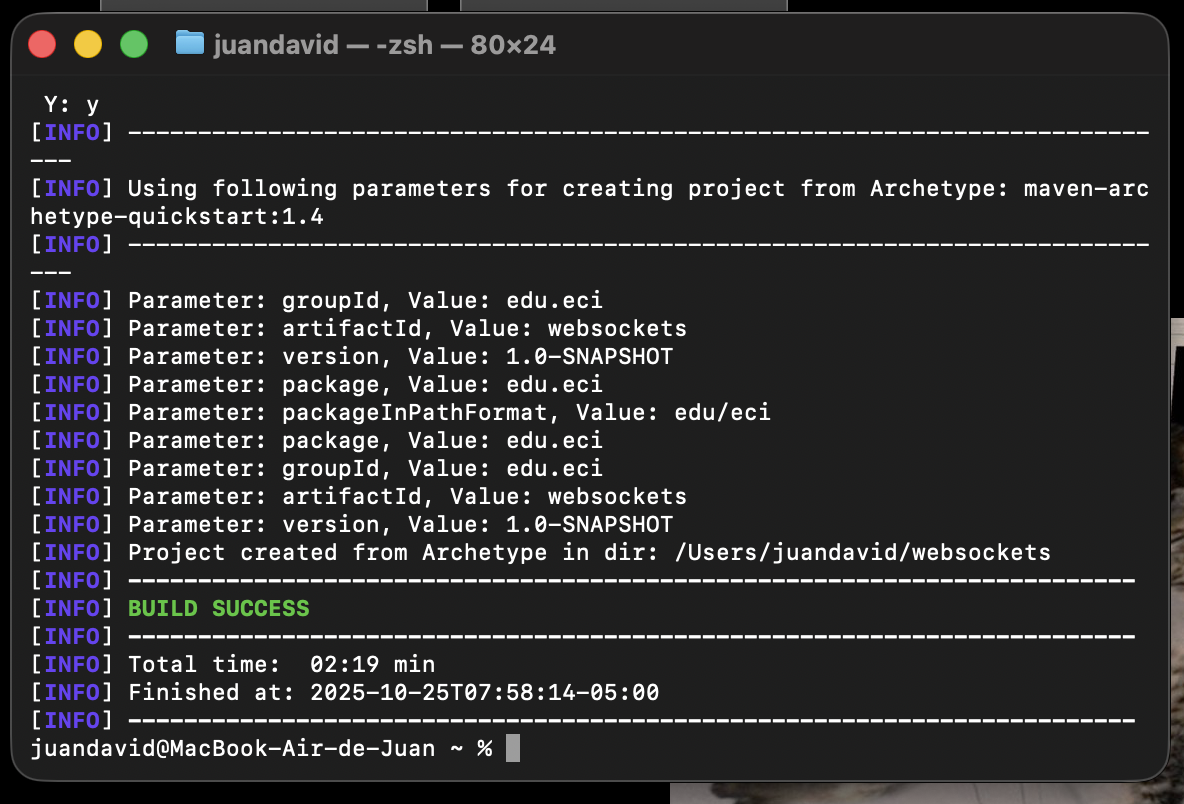 juandavid — -zsh — 80×24
Y: y
[INFO] -------------------------------------------------------------------------
---
[INFO] Using following parameters for creating project from Archetype: maven-arc
hetype-quickstart:1.4
[INFO] -------------------------------------------------------------------------
---
[INFO] Parameter: groupId, Value: edu.eci
[INFO] Parameter: artifactId, Value: websockets
[INFO] Parameter: version, Value: 1.0-SNAPSHOT
[INFO] Parameter: package, Value: edu.eci
[INFO] Parameter: packageInPathFormat, Value: edu/eci
[INFO] Parameter: package, Value: edu.eci
[INFO] Parameter: groupId, Value: edu.eci
[INFO] Parameter: artifactId, Value: websockets
[INFO] Parameter: version, Value: 1.0-SNAPSHOT
[INFO] Project created from Archetype in dir: /Users/juandavid/websockets
[INFO] ------------------------------------------------------------------------
[INFO] BUILD SUCCESS
[INFO] ------------------------------------------------------------------------
[INFO] Total time:  02:19 min
[INFO] Finished at: 2025-10-25T07:58:14-05:00
[INFO] ------------------------------------------------------------------------
juandavid@MacBook-Air-de-Juan ~ %